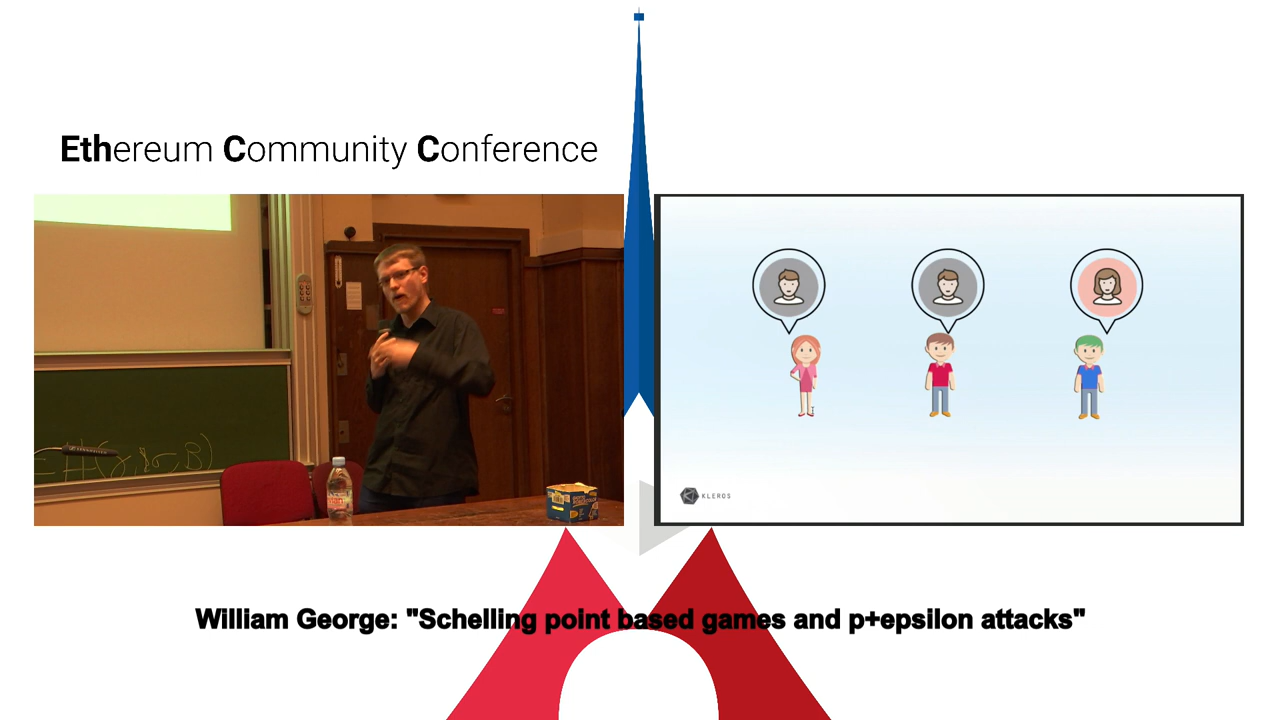 Ethereum Community Conference
KLEROS
William George: "Schelling point based games and p+epsilon attacks"